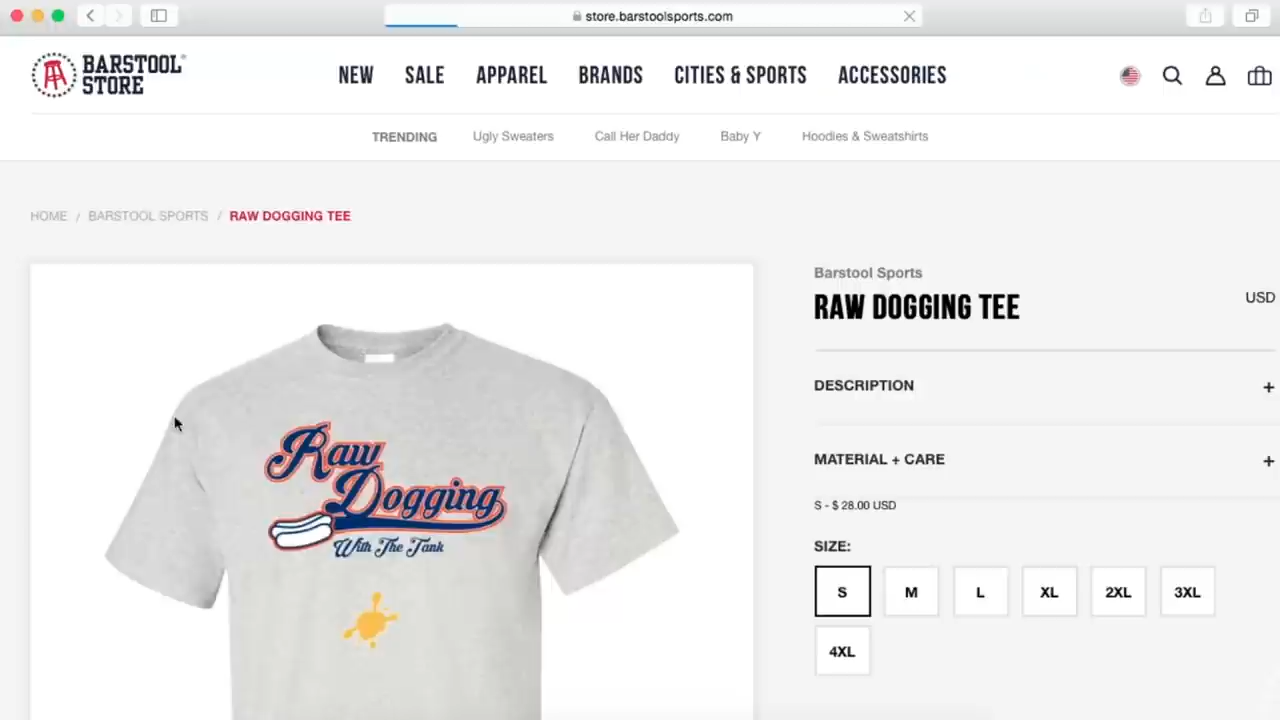 store.barstoolsports.com
BARSTOOL
STORE
NEW SALE APPAREL BRANDS CITIES & SPORTS ACCESSORIES
TRENDING Ugly Sweaters Call Her Daddy Baby Y Hoodies & Sweatshirts
HOME / BARSTOOL SPORTS / RAW DOGGING TEE
Barstool Sports
RAW DOGGING TEE
USD
DESCRIPTION +
MATERIAL + CARE +
S - $ 28.00 USD
SIZE:
S M L XL 2XL 3XL
4XL
Raw
Dogging
With The Tank